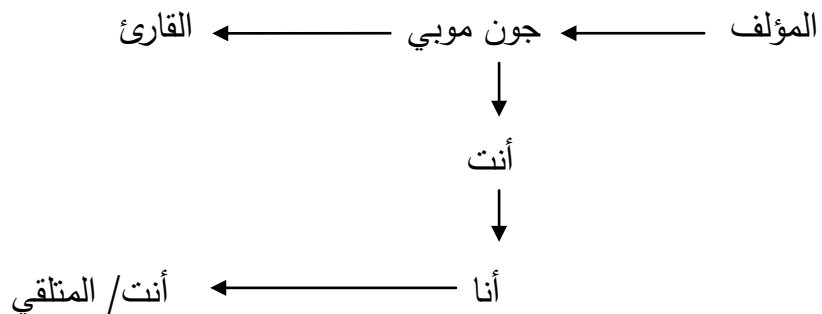 المؤلف جون موبي القارئ
أنت
أنا أنت/ المتلقي